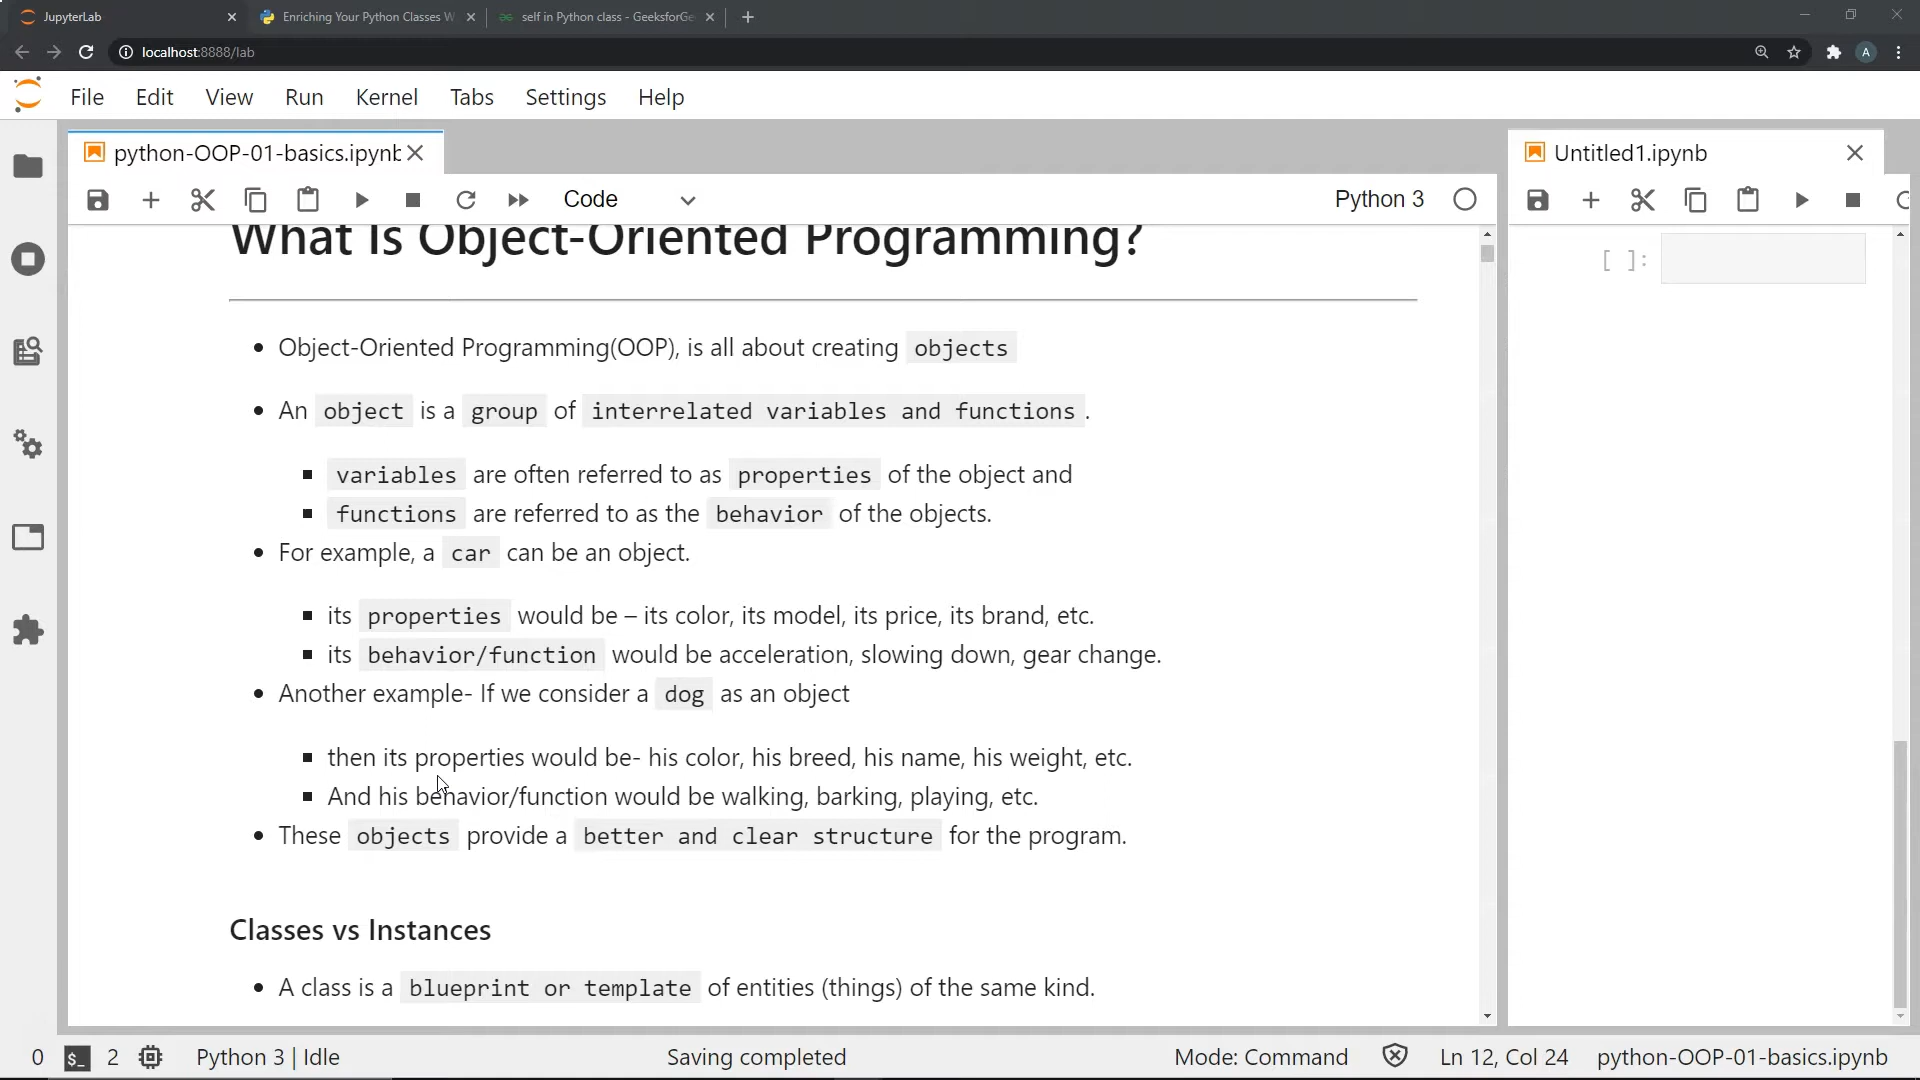 JupyterLab
Enriching Your Python Classes W
self in Python class - GeeksforGe
localhost:8888/lab
A
File Edit View Run Kernel Tabs Settings Help
python-OOP-01-basics.ipynb
Untitled1.ipynb
Code
Python 3
What Is Object-Oriented Programming?
[ ]:
• Object-Oriented Programming(OOP), is all about creating objects
• An object is a group of interrelated variables and functions .
▪ variables are often referred to as properties of the object and
▪ functions are referred to as the behavior of the objects.
• For example, a car can be an object.
▪ its properties would be – its color, its model, its price, its brand, etc.
▪ its behavior/function would be acceleration, slowing down, gear change.
• Another example- If we consider a dog as an object
▪ then its properties would be- his color, his breed, his name, his weight, etc.
▪ And his behavior/function would be walking, barking, playing, etc.
• These objects provide a better and clear structure for the program.
Classes vs Instances
• A class is a blueprint or template of entities (things) of the same kind.
0 $_ 2 Python 3 | Idle Saving completed Mode: Command Ln 12, Col 24 python-OOP-01-basics.ipynb